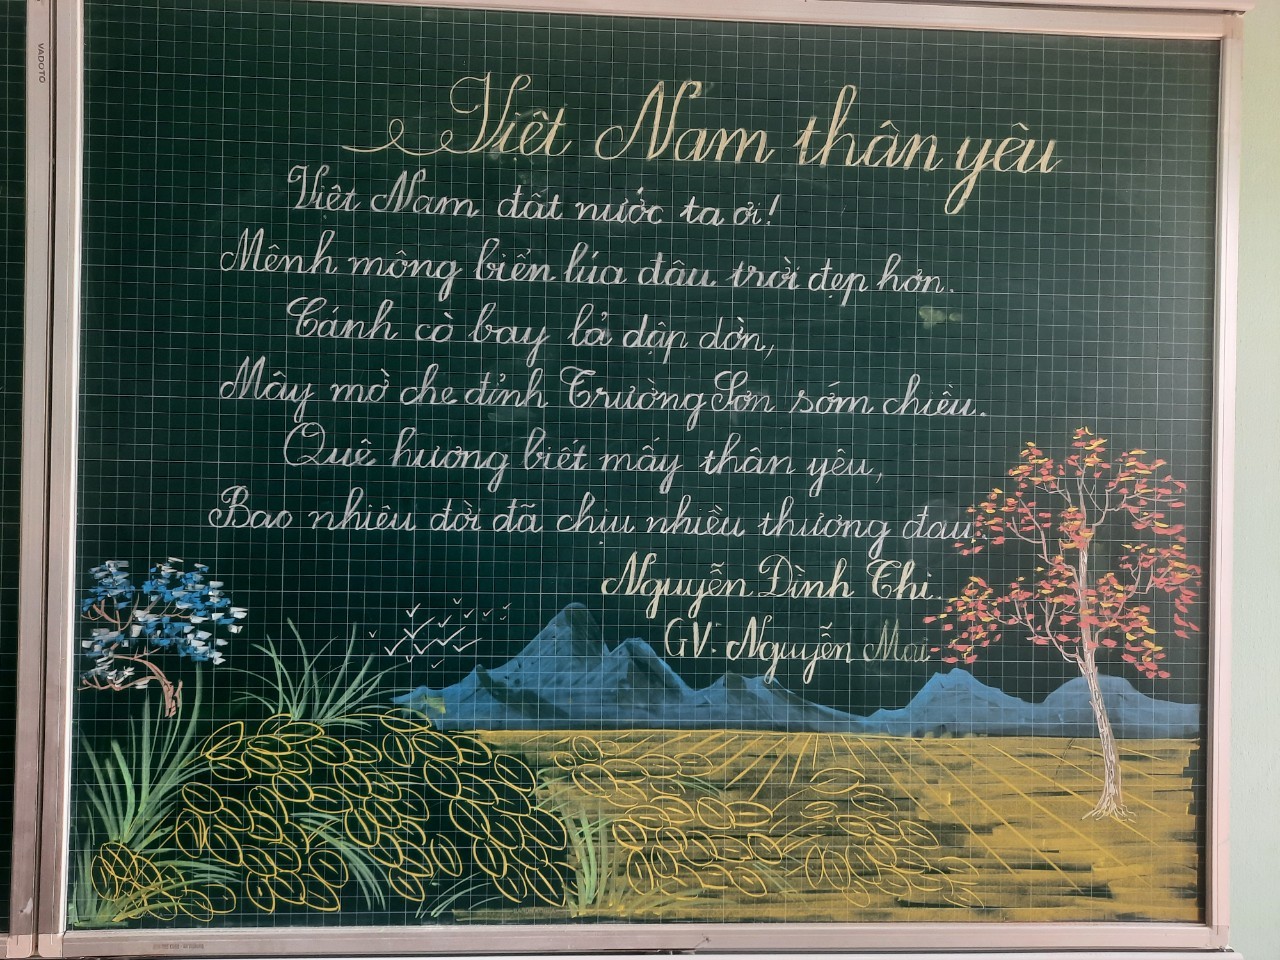 VADOTO
Việt Nam thân yêu
Việt Nam đất nước ta ơi!
Mênh mông biển lúa đâu trời đẹp hơn.
Cánh cò bay lả dập dờn,
Mây mờ che đỉnh Trường Sơn sớm chiều.
Quê hương biết mấy thân yêu,
Bao nhiêu đời đã chịu nhiều thương đau.
Nguyễn Đình Thi.
GV: Nguyễn